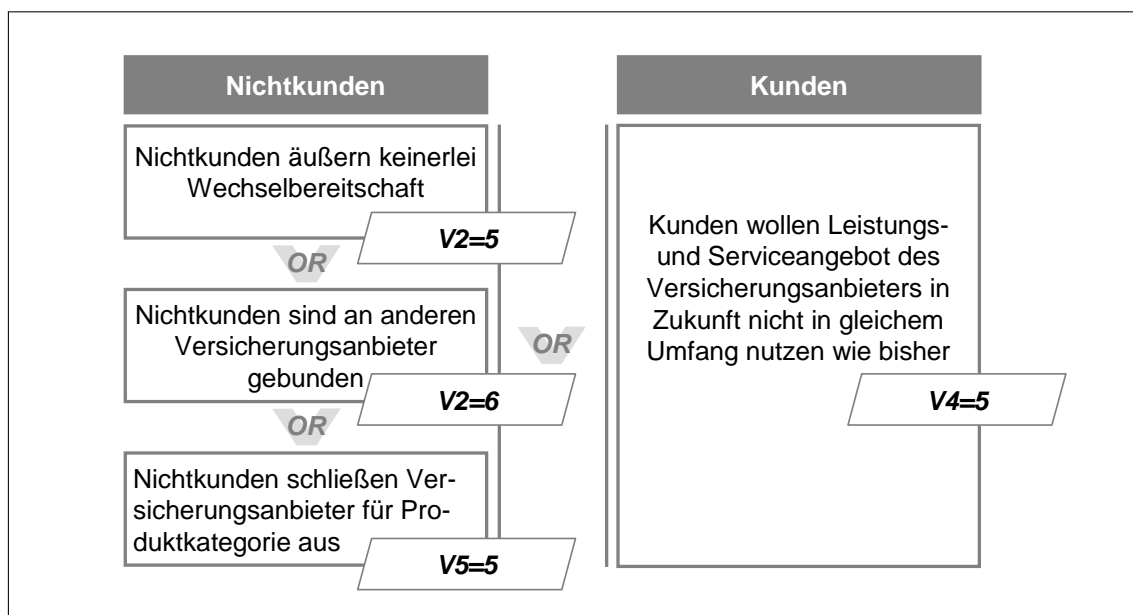 Nichtkunden
Nichtkunden äußern keinerlei
Wechselbereitschaft
V2=5
OR
Nichtkunden sind an anderen
Versicherungsanbieter
gebunden
V2=6
OR
Nichtkunden schließen Ver-
sicherungsanbieter für Pro-
duktkategorie aus
V5=5
OR
Kunden
Kunden wollen Leistungs-
und Serviceangebot des
Versicherungsanbieters in
Zukunft nicht in gleichem
Umfang nutzen wie bisher
V4=5